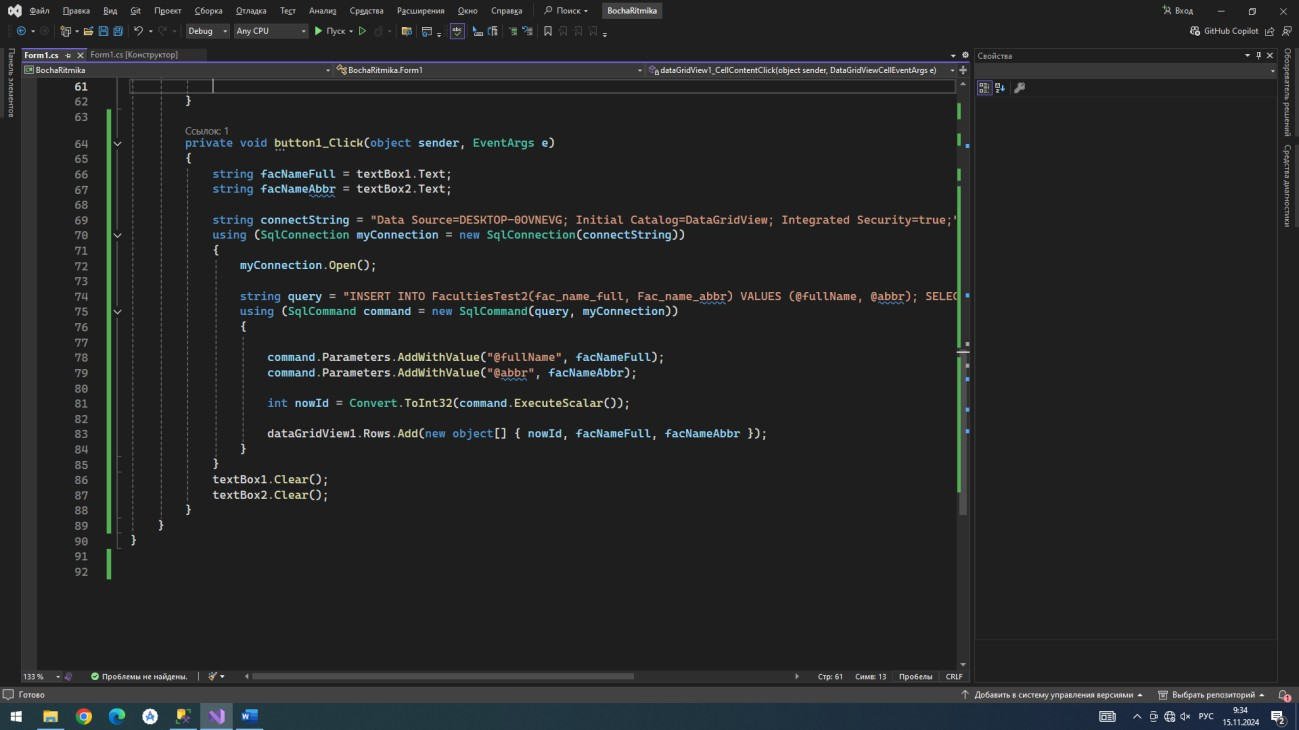 Файл Правка Вид Git Проект Сборка Отладка Тест Анализ Средства Расширения Окно Справка Поиск BochaRitmika Вход
Debug Any CPU Пуск GitHub Copilot
Панель элементов
Form1.cs Form1.cs [Конструктор]
BochaRitmika BochaRitmika.Form1 dataGridView1_CellContentClick(object sender, DataGridViewCellEventArgs e)
Свойства
Обозреватель решений
Средства диагностики
61
62 }
63
Ссылок: 1
64 private void button1_Click(object sender, EventArgs e)
65 {
66 string facNameFull = textBox1.Text;
67 string facNameAbbr = textBox2.Text;
68
69 string connectString = "Data Source=DESKTOP-0OVNEVG; Initial Catalog=DataGridView; Integrated Security=true;"
70 using (SqlConnection myConnection = new SqlConnection(connectString))
71 {
72 myConnection.Open();
73
74 string query = "INSERT INTO FacultiesTest2(fac_name_full, Fac_name_abbr) VALUES (@fullName, @abbr); SELEC
75 using (SqlCommand command = new SqlCommand(query, myConnection))
76 {
77
78 command.Parameters.AddWithValue("@fullName", facNameFull);
79 command.Parameters.AddWithValue("@abbr", facNameAbbr);
80
81 int nowId = Convert.ToInt32(command.ExecuteScalar());
82
83 dataGridView1.Rows.Add(new object[] { nowId, facNameFull, facNameAbbr });
84 }
85 }
86 textBox1.Clear();
87 textBox2.Clear();
88 }
89 }
90 }
91
92
133 % Проблемы не найдены. Стр: 61 Симв: 13 Пробелы CRLF
Готово Добавить в систему управления версиями Выбрать репозиторий 1
РУС 9:34
15.11.2024 2